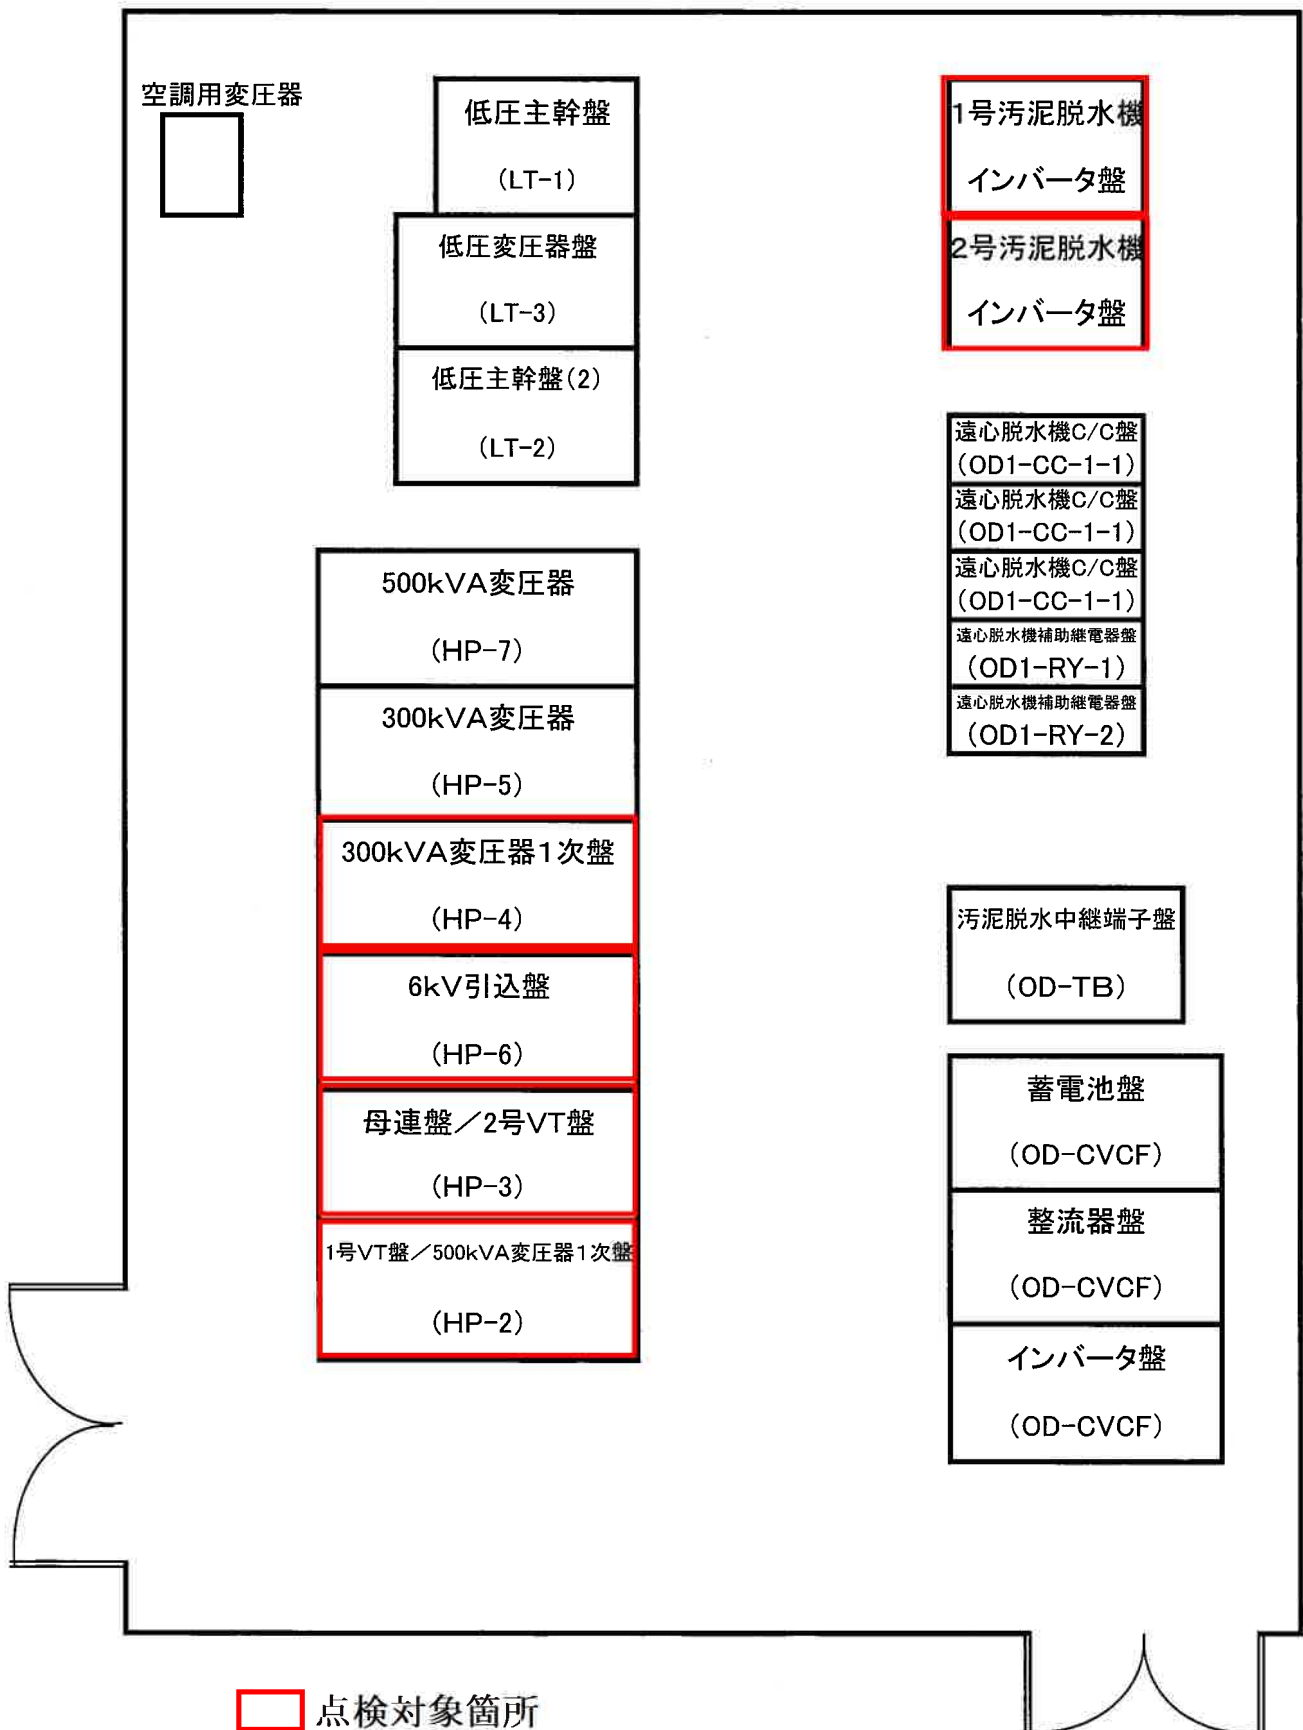 空調用変圧器
低圧主幹盤
(LT-1)
低圧変圧器盤
(LT-3)
低圧主幹盤(2)
(LT-2)
500kVA変圧器
(HP-7)
300kVA変圧器
(HP-5)
300kVA変圧器1次盤
(HP-4)
6kV引込盤
(HP-6)
母連盤／2号VT盤
(HP-3)
1号VT盤／500kVA変圧器1次盤
(HP-2)
1号汚泥脱水機
インバータ盤
2号汚泥脱水機
インバータ盤
遠心脱水機C/C盤
(OD1-CC-1-1)
遠心脱水機C/C盤
(OD1-CC-1-1)
遠心脱水機C/C盤
(OD1-CC-1-1)
遠心脱水機補助継電器盤
(OD1-RY-1)
遠心脱水機補助継電器盤
(OD1-RY-2)
汚泥脱水中継端子盤
(OD-TB)
蓄電池盤
(OD-CVCF)
整流器盤
(OD-CVCF)
インバータ盤
(OD-CVCF)
点検対象箇所